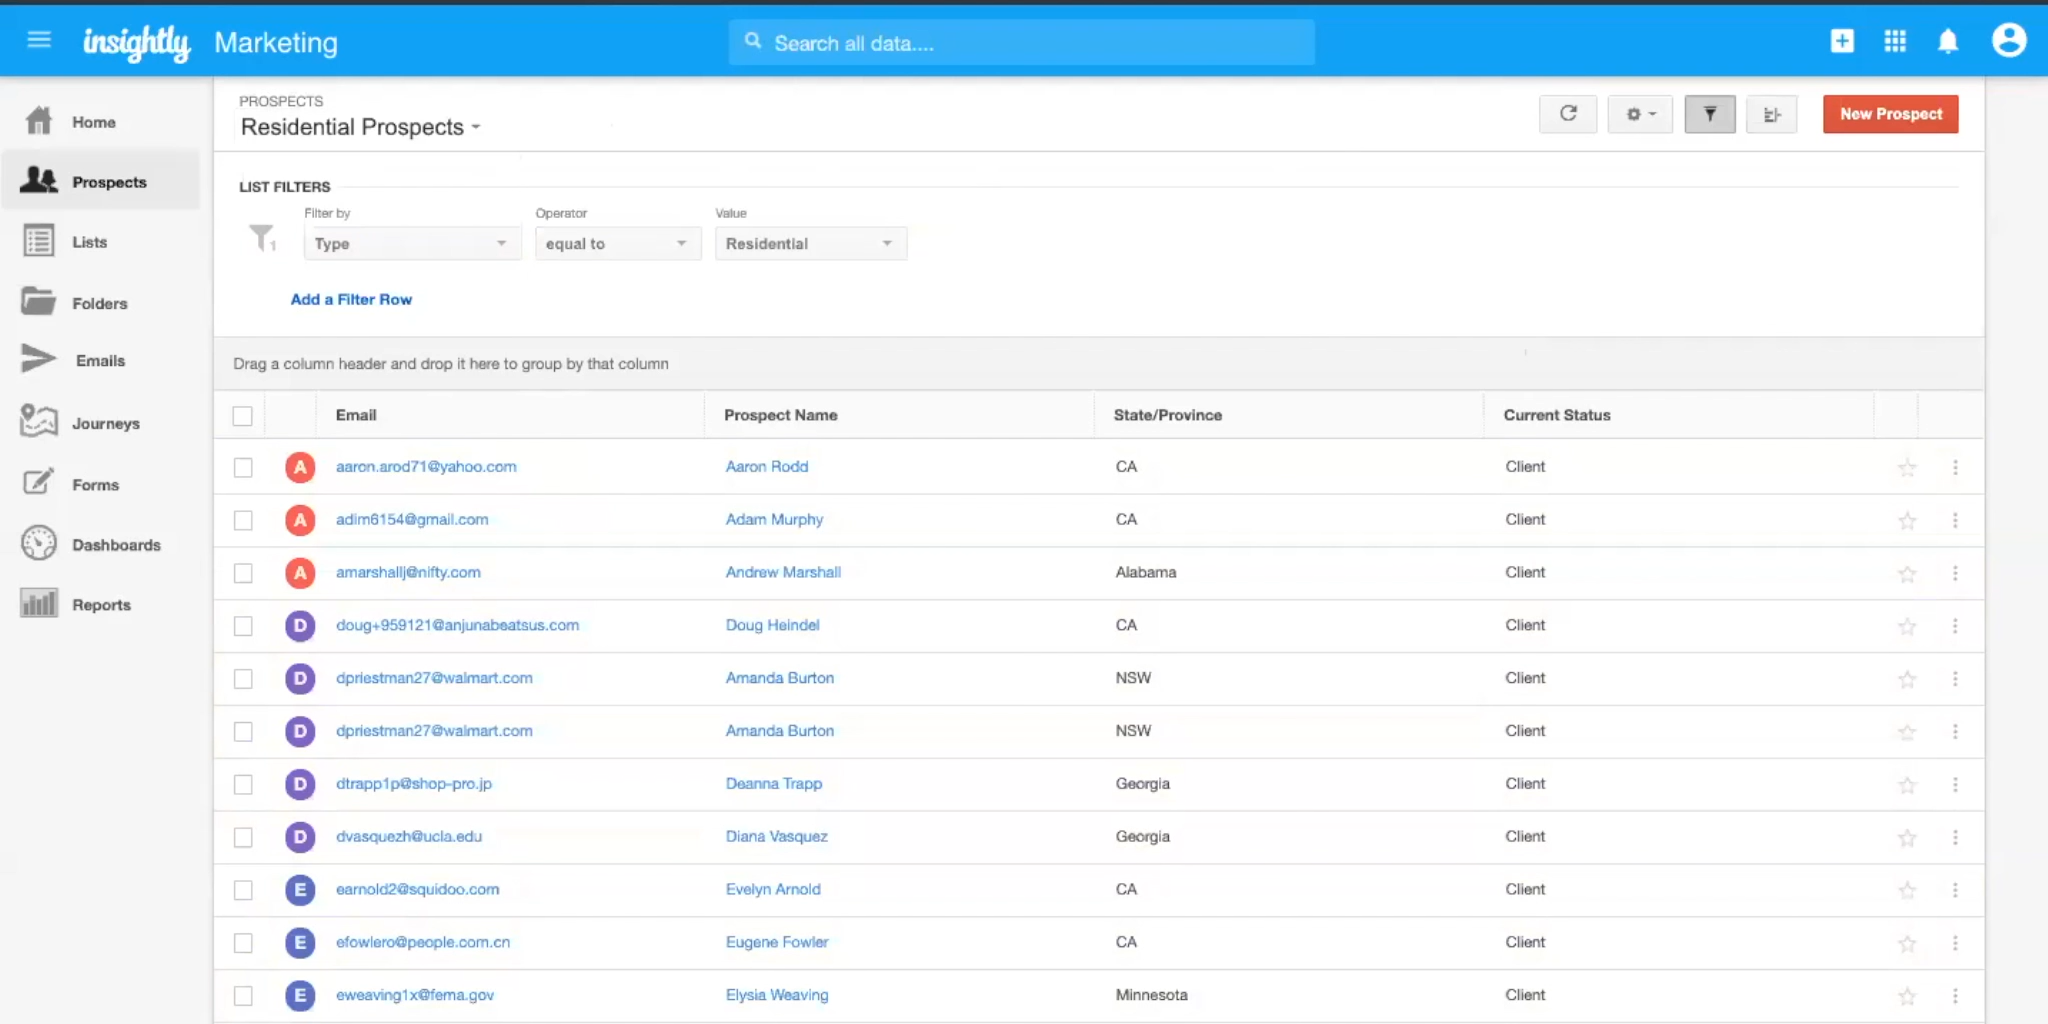 insightly Marketing
Search all data....
Home
Prospects
Lists
Folders
Emails
Journeys
Forms
Dashboards
Reports
PROSPECTS
Residential Prospects
New Prospect
LIST FILTERS
Filter by Operator Value
1 Type equal to Residential
Add a Filter Row
Drag a column header and drop it here to group by that column
Email Prospect Name State/Province Current Status
A aaron.arod71@yahoo.com Aaron Rodd CA Client
A adim6154@gmail.com Adam Murphy CA Client
A amarshallj@nifty.com Andrew Marshall Alabama Client
D doug+959121@anjunabeatsus.com Doug Heindel CA Client
D dpriestman27@walmart.com Amanda Burton NSW Client
D dpriestman27@walmart.com Amanda Burton NSW Client
D dtrapp1p@shop-pro.jp Deanna Trapp Georgia Client
D dvasquezh@ucla.edu Diana Vasquez Georgia Client
E earnold2@squidoo.com Evelyn Arnold CA Client
E efowlero@people.com.cn Eugene Fowler CA Client
E eweaving1x@fema.gov Elysia Weaving Minnesota Client